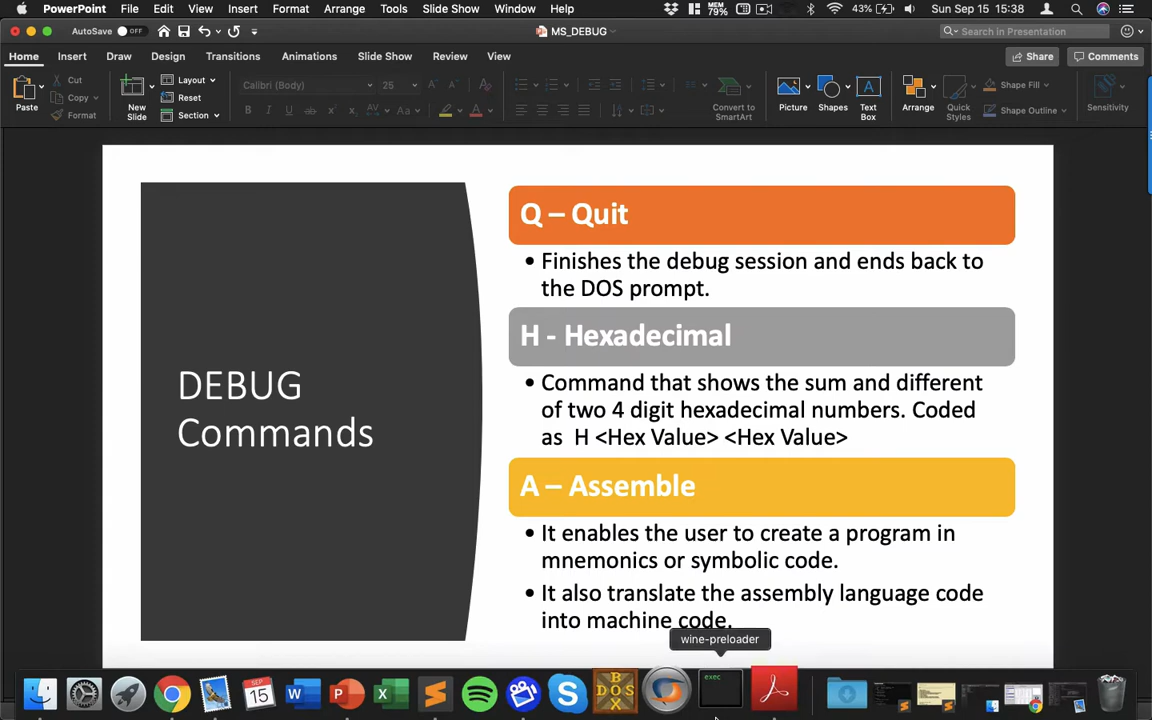 PowerPoint File Edit View Insert Format Arrange Tools Slide Show Window Help MEM 79% 43% Sun Sep 15 15:38
AutoSave OFF MS_DEBUG Search in Presentation
Home Insert Draw Design Transitions Animations Slide Show Review View Share Comments
Paste Cut Copy Format
New Slide Layout Reset Section
Calibri (Body) 25
Convert to SmartArt
Picture Shapes Text Box Arrange Quick Styles Shape Fill Shape Outline Sensitivity
DEBUG
Commands
Q – Quit
• Finishes the debug session and ends back to
the DOS prompt.
H - Hexadecimal
• Command that shows the sum and different
of two 4 digit hexadecimal numbers. Coded
as H <Hex Value> <Hex Value>
A – Assemble
• It enables the user to create a program in
mnemonics or symbolic code.
• It also translate the assembly language code
into machine code.
wine-preloader
SEP
15
DOS
exec